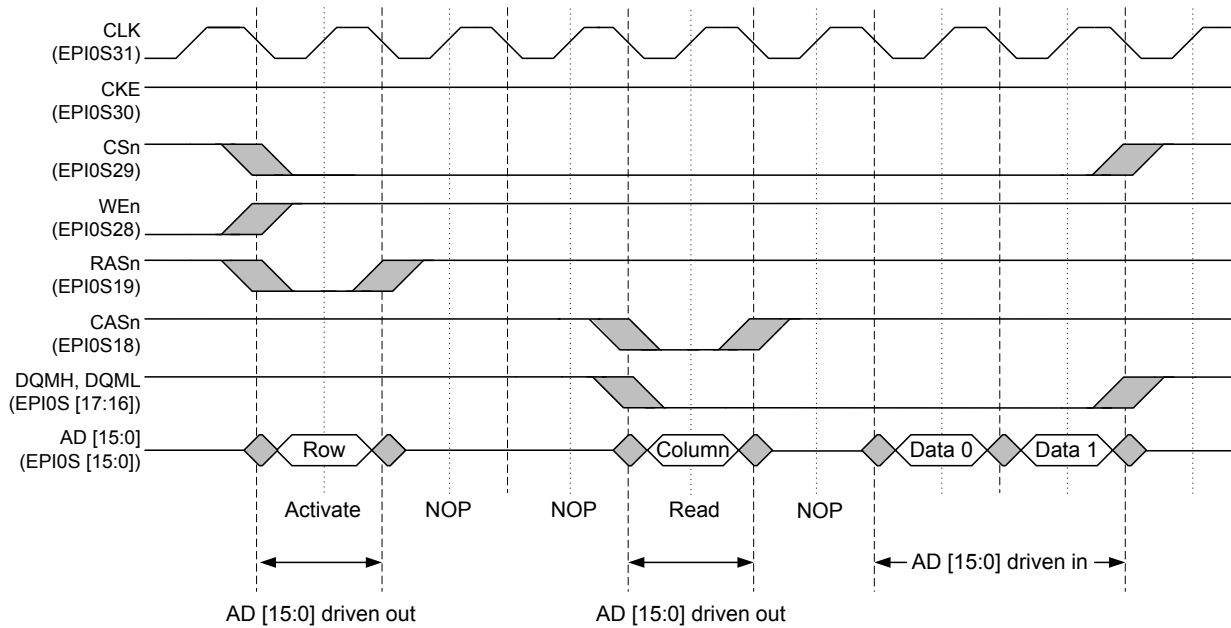 CLK
(EPI0S31)
CKE
(EPI0S30)
CSn
(EPI0S29)
WEn
(EPI0S28)
RASn
(EPI0S19)
CASn
(EPI0S18)
DQMH, DQML
(EPI0S [17:16])
AD [15:0]
(EPI0S [15:0])
Row
Column
Data 0
Data 1
Activate
NOP
NOP
Read
NOP
AD [15:0] driven in
AD [15:0] driven out
AD [15:0] driven out